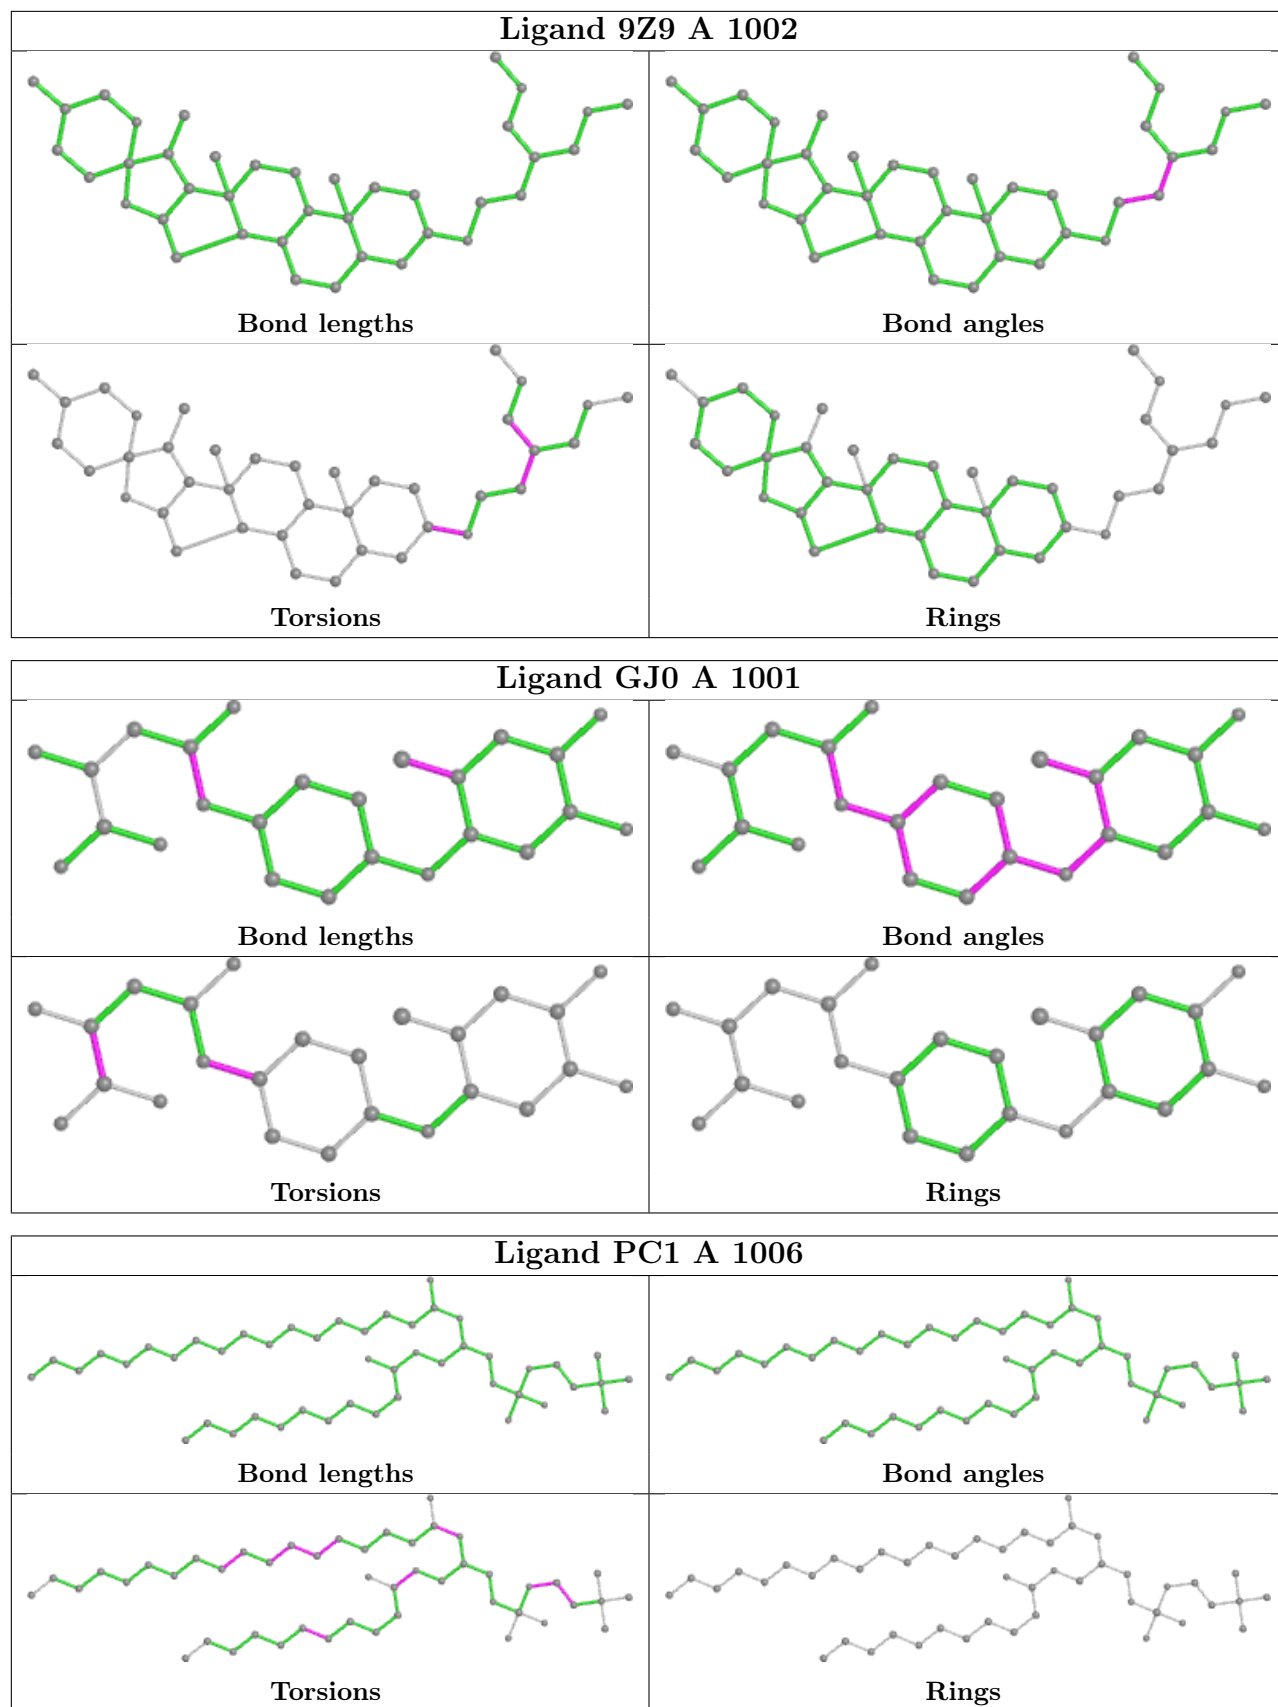 Ligand 9Z9 A 1002
Bond lengths
Bond angles
Torsions
Rings
Ligand GJ0 A 1001
Bond lengths
Bond angles
Torsions
Rings
Ligand PC1 A 1006
Bond lengths
Bond angles
Torsions
Rings